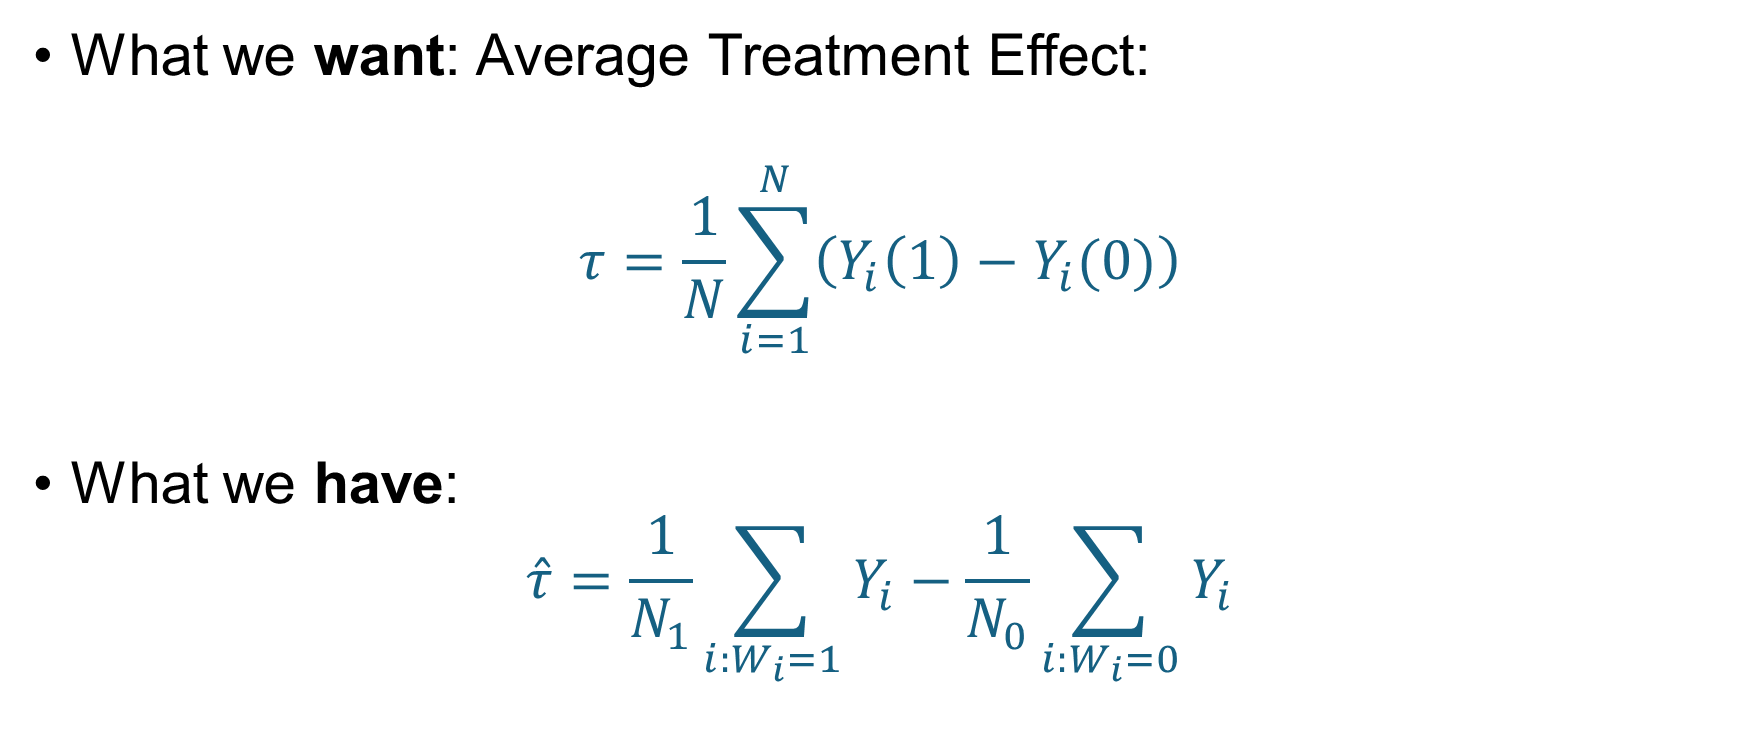 • What we want: Average Treatment Effect:
τ = 1/N ∑_{i=1}^{N} (Y_i(1) − Y_i(0))
• What we have:
τ̂ = 1/N_1 ∑_{i:W_i=1} Y_i − 1/N_0 ∑_{i:W_i=0} Y_i